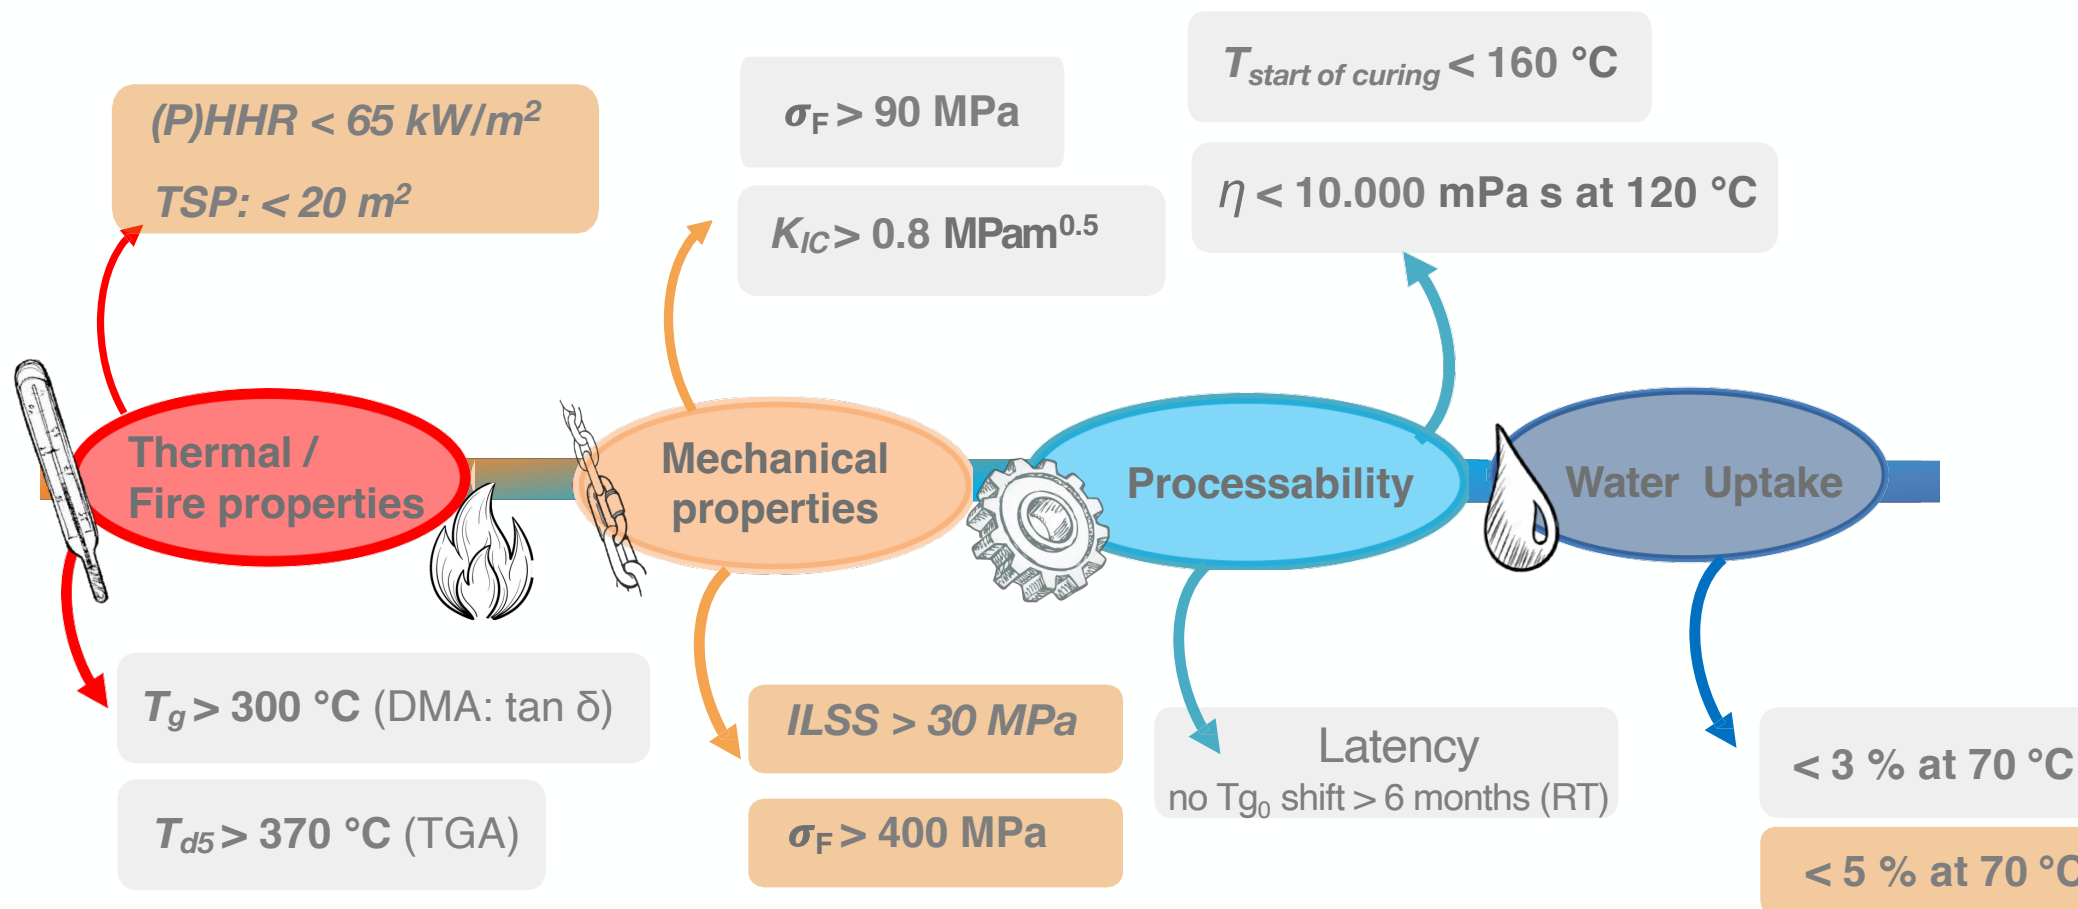 (P)HHR < 65 kW/m²
TSP: < 20 m²
σF > 90 MPa
KIC > 0.8 MPam^0.5
Tstart of curing < 160 °C
η < 10.000 mPa s at 120 °C
Thermal /
Fire properties
Mechanical
properties
Processability
Water Uptake
Tg > 300 °C (DMA: tan δ)
Td5 > 370 °C (TGA)
ILSS > 30 MPa
σF > 400 MPa
Latency
no Tg₀ shift > 6 months (RT)
< 3 % at 70 °C
< 5 % at 70 °C